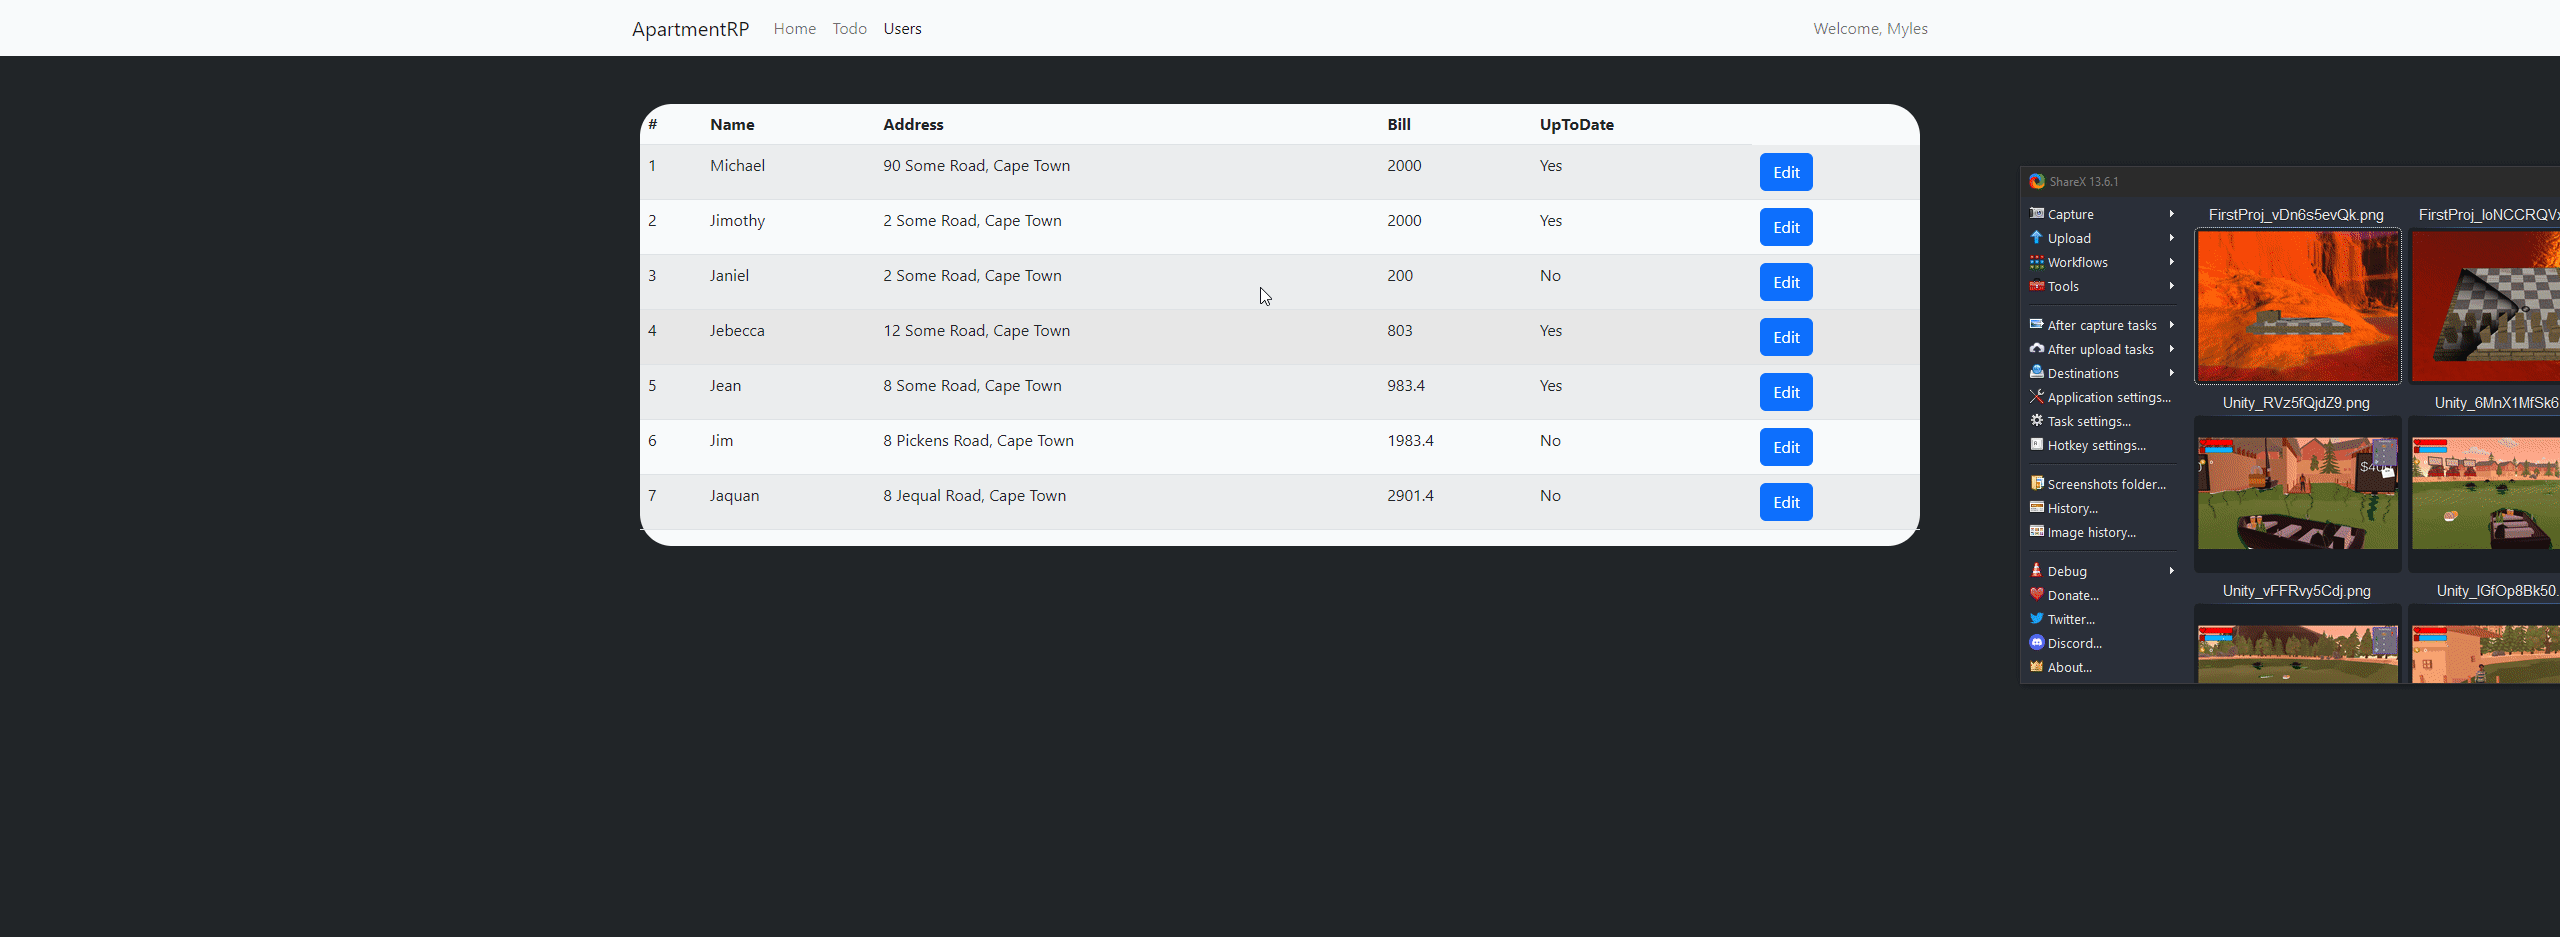 ApartmentRP Home Todo Users Welcome, Myles
# Name Address Bill UpToDate
1 Michael 90 Some Road, Cape Town 2000 Yes Edit
2 Jimothy 2 Some Road, Cape Town 2000 Yes Edit
3 Janiel 2 Some Road, Cape Town 200 No Edit
4 Jebecca 12 Some Road, Cape Town 803 Yes Edit
5 Jean 8 Some Road, Cape Town 983.4 Yes Edit
6 Jim 8 Pickens Road, Cape Town 1983.4 No Edit
7 Jaquan 8 Jequal Road, Cape Town 2901.4 No Edit
ShareX 13.6.1
Capture
Upload
Workflows
Tools
After capture tasks
After upload tasks
Destinations
Application settings...
Task settings...
Hotkey settings...
Screenshots folder...
History...
Image history...
Debug
Donate...
Twitter...
Discord...
About...
FirstProj_vDn6s5evQk.png
Unity_RVz5fQjdZ9.png Unity_6MnX1MfSk6
Unity_vFFRvy5Cdj.png